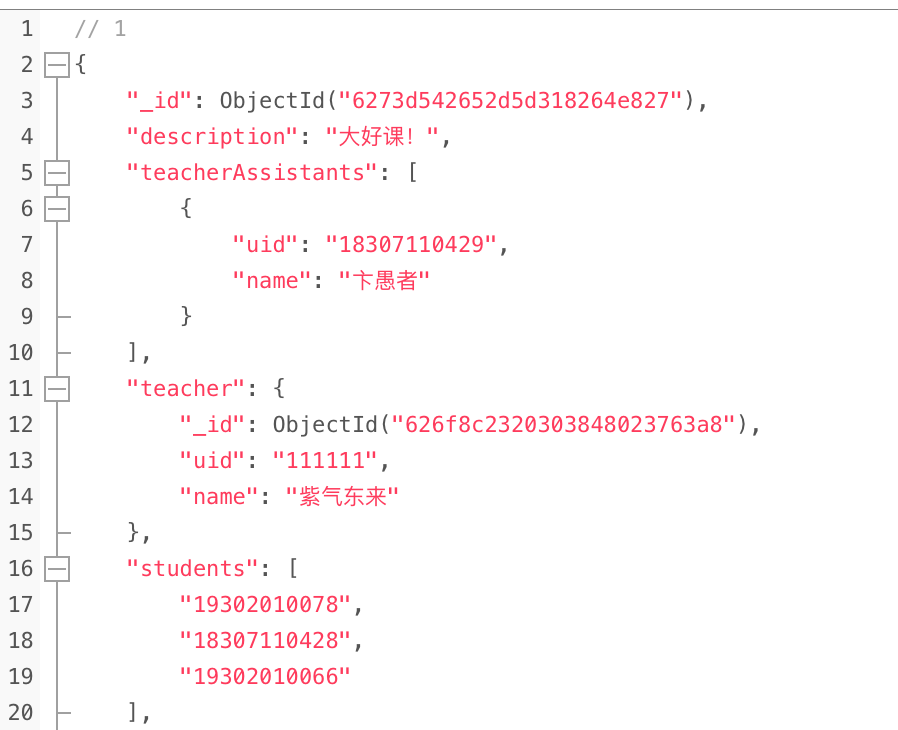 1 // 1
2 {
3 "_id": ObjectId("6273d542652d5d318264e827"),
4 "description": "大好课！",
5 "teacherAssistants": [
6 {
7 "uid": "18307110429",
8 "name": "卞愚者"
9 }
10 ],
11 "teacher": {
12 "_id": ObjectId("626f8c2320303848023763a8"),
13 "uid": "111111",
14 "name": "紫气东来"
15 },
16 "students": [
17 "19302010078",
18 "18307110428",
19 "19302010066"
20 ],